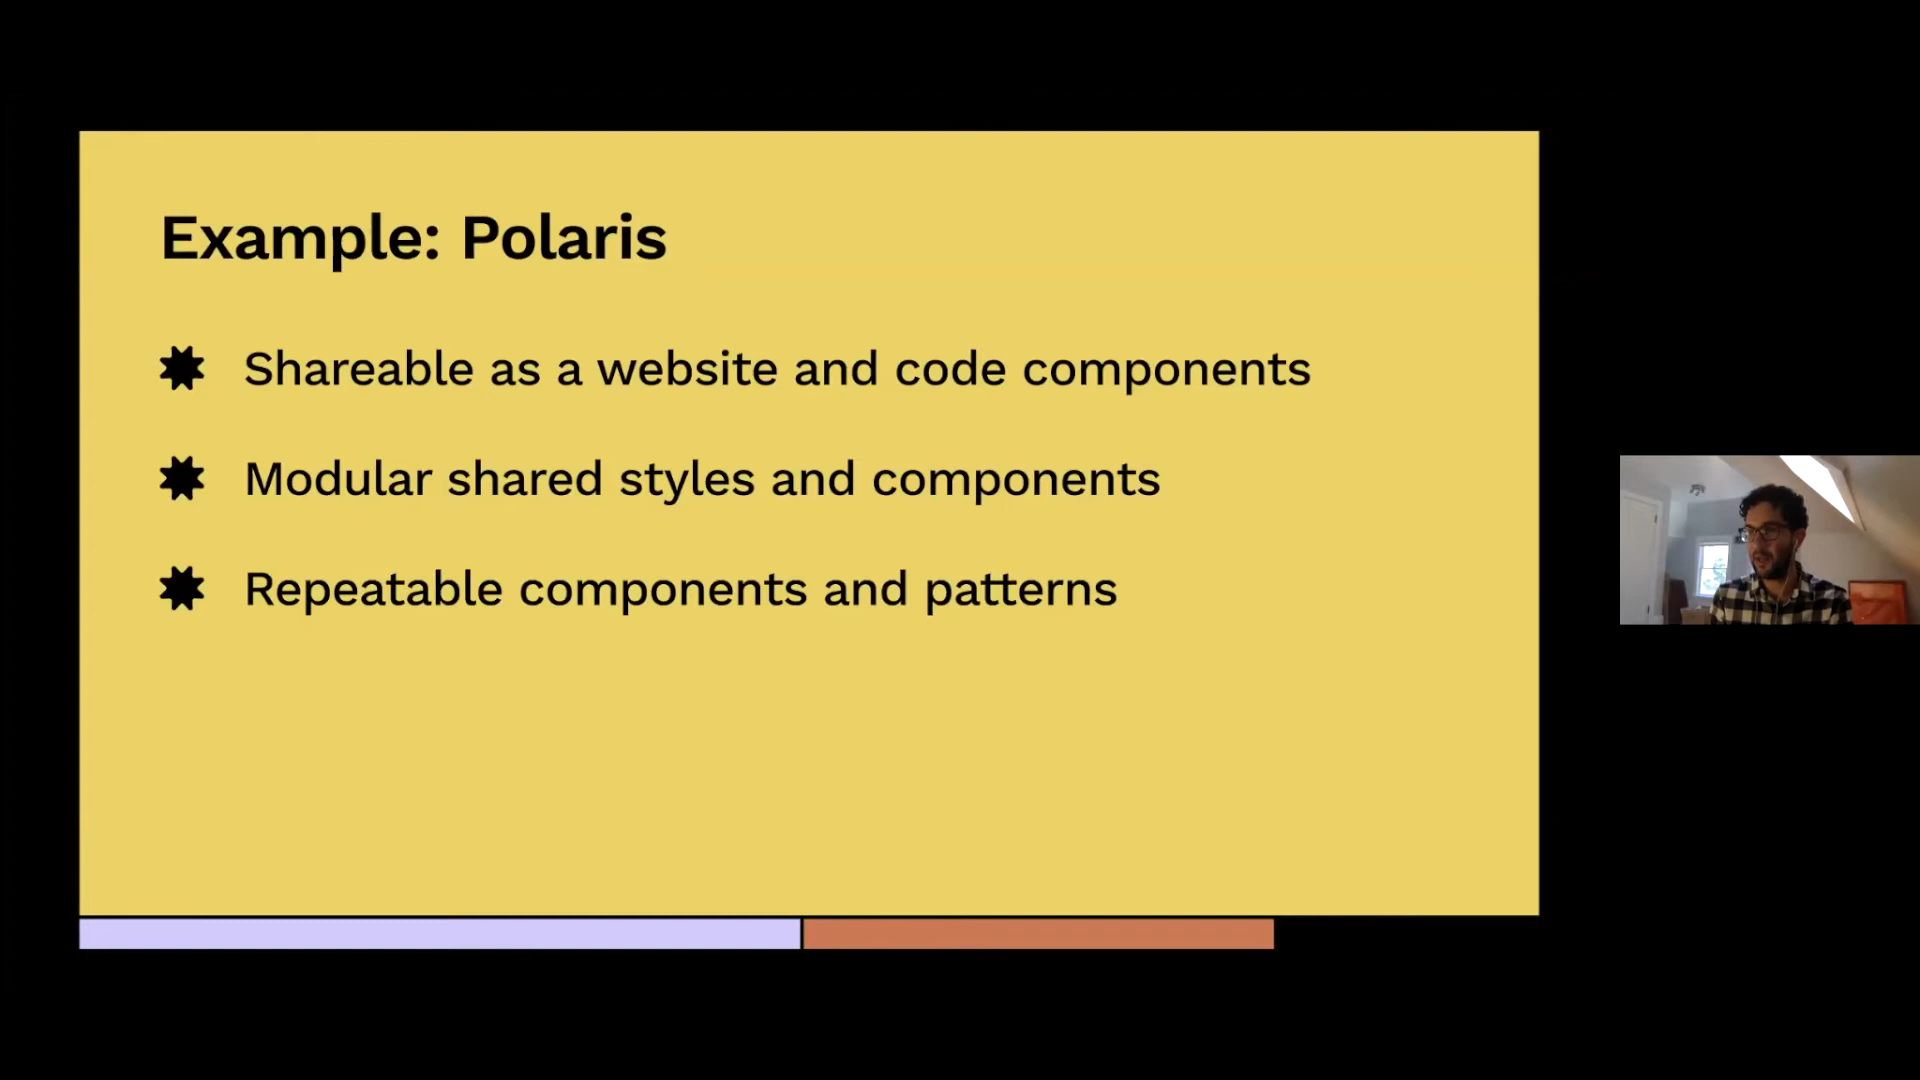 Example: Polaris
Shareable as a website and code components
Modular shared styles and components
Repeatable components and patterns